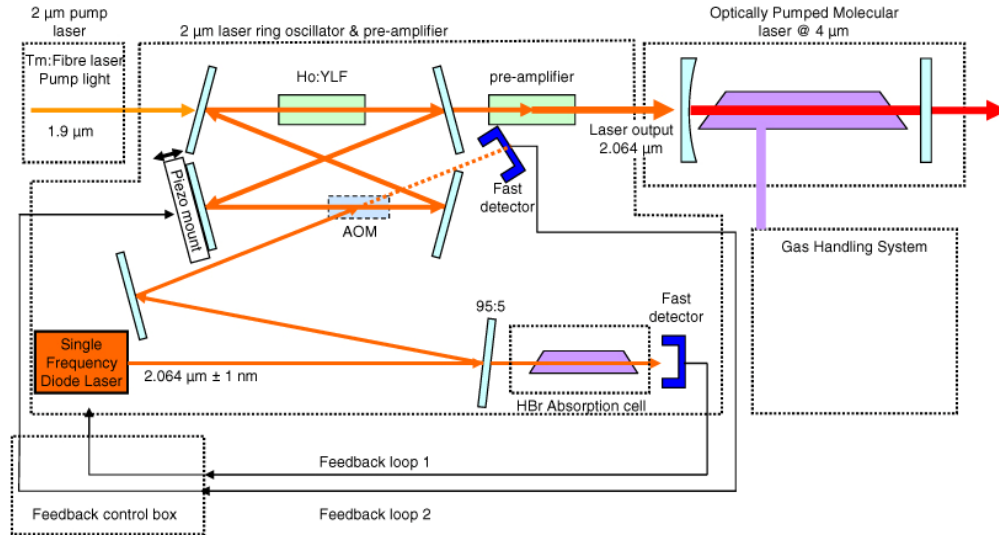 2 µm pump
laser
Tm:Fibre laser
Pump light
1.9 µm
2 µm laser ring oscillator & pre-amplifier
Ho:YLF
pre-amplifier
Optically Pumped Molecular
laser @ 4 µm
Laser output
2.064 µm
Fast
detector
Piezo mount
AOM
Gas Handling System
95:5
Fast
detector
Single
Frequency
Diode Laser
2.064 µm ± 1 nm
HBr Absorption cell
Feedback loop 1
Feedback control box
Feedback loop 2